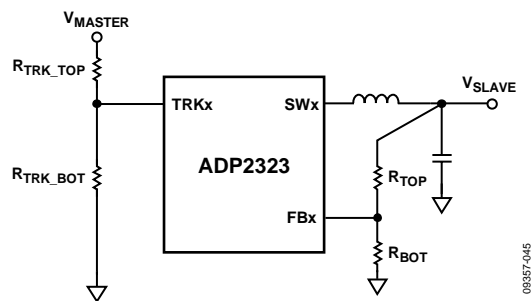 VMASTER
RTRK_TOP
TRKx
SWx
VSLAVE
ADP2323
RTRK_BOT
RTOP
FBx
RBOT
09357-045